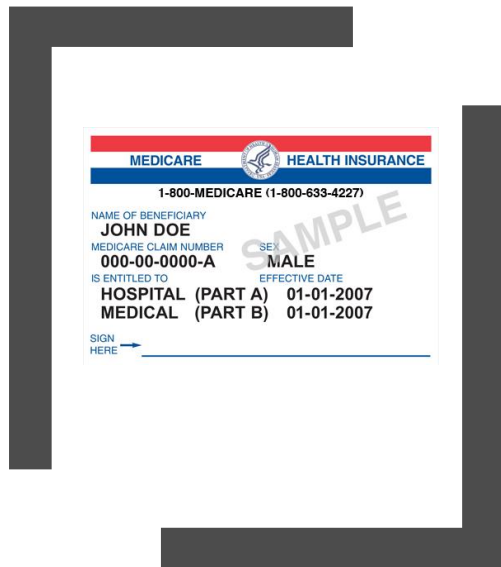 MEDICARE HEALTH INSURANCE
1-800-MEDICARE (1-800-633-4227)
SAMPLE
NAME OF BENEFICIARY
JOHN DOE
MEDICARE CLAIM NUMBER SEX
000-00-0000-A MALE
IS ENTITLED TO EFFECTIVE DATE
HOSPITAL (PART A) 01-01-2007
MEDICAL (PART B) 01-01-2007
SIGN
HERE